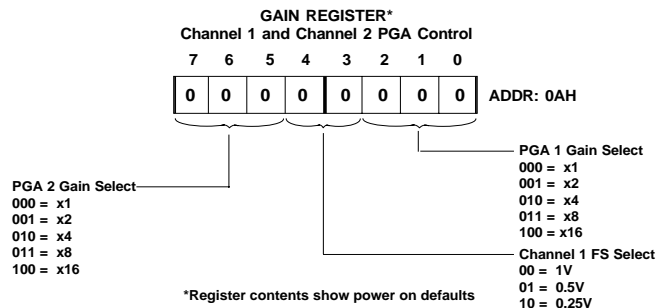 GAIN REGISTER*
Channel 1 and Channel 2 PGA Control
7 6 5 4 3 2 1 0
0 0 0 0 0 0 0 0 ADDR: 0AH
PGA 1 Gain Select
000 = x1
001 = x2
010 = x4
011 = x8
100 = x16
PGA 2 Gain Select
000 = x1
001 = x2
010 = x4
011 = x8
100 = x16
Channel 1 FS Select
00 = 1V
01 = 0.5V
10 = 0.25V
*Register contents show power on defaults